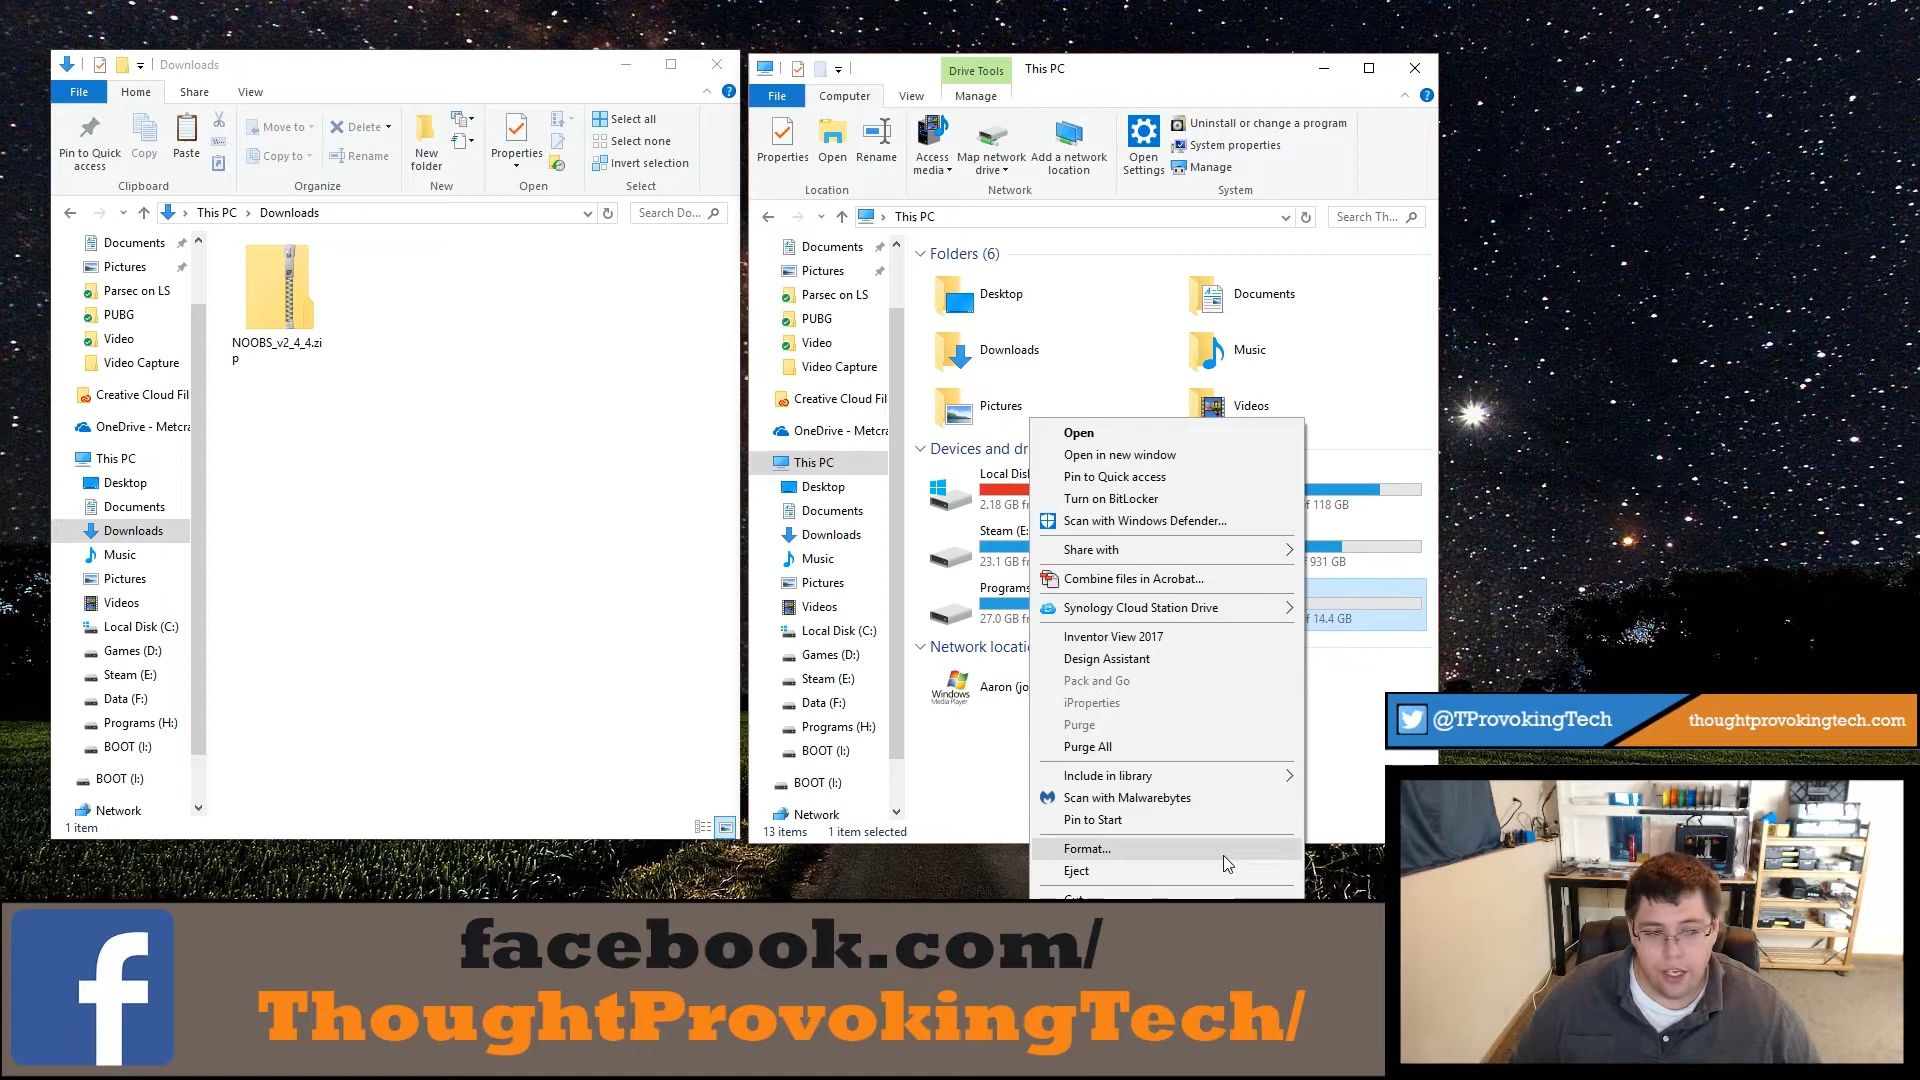 Downloads
File Home Share View
Pin to Quick access
Copy
Paste
Move to
Copy to
Delete
Rename
New folder
Properties
Select all
Select none
Invert selection
Clipboard Organize New Open Select
This PC Downloads
Search Do...
Documents
Pictures
Parsec on LS
PUBG
Video
Video Capture
Creative Cloud Fil
OneDrive - Metcra
This PC
Desktop
Documents
Downloads
Music
Pictures
Videos
Local Disk (C:)
Games (D:)
Steam (E:)
Data (F:)
Programs (H:)
BOOT (I:)
BOOT (I:)
Network
1 item
NOOBS_v2_4_4.zi
p
Drive Tools This PC
File Computer View Manage
Properties
Open
Rename
Access media
Map network drive
Add a network location
Open Settings
Uninstall or change a program
System properties
Manage
Location Network System
This PC
Search Th...
Documents
Pictures
Parsec on LS
PUBG
Video
Video Capture
Creative Cloud Fil
OneDrive - Metcra
This PC
Desktop
Documents
Downloads
Music
Pictures
Videos
Local Disk (C:)
Games (D:)
Steam (E:)
Data (F:)
Programs (H:)
BOOT (I:)
BOOT (I:)
Network
13 items 1 item selected
Folders (6)
Desktop
Documents
Downloads
Music
Pictures
Videos
Devices and dr
Local Dis
2.18 GB fr
f 118 GB
Steam (E:
23.1 GB fr
f 931 GB
Programs
27.0 GB fr
f 14.4 GB
Network locati
Windows Media Player
Aaron (jo
Open
Open in new window
Pin to Quick access
Turn on BitLocker
Scan with Windows Defender...
Share with
Combine files in Acrobat...
Synology Cloud Station Drive
Inventor View 2017
Design Assistant
Pack and Go
iProperties
Purge
Purge All
Include in library
Scan with Malwarebytes
Pin to Start
Format...
Eject
@TProvokingTech
thoughtprovokingtech.com
f
facebook.com/
ThoughtProvokingTech/